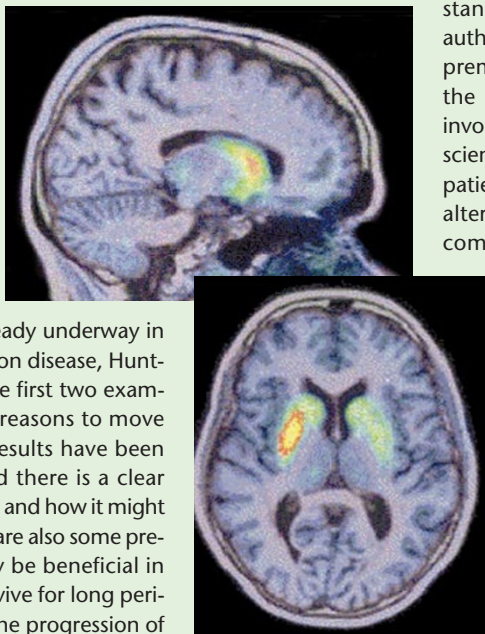 stan
auth
pren
the
invo
scien
patie
alter
com
eady underway in
on disease, Hunt-
e first two exam-
reasons to move
esults have been
d there is a clear
and how it might
are also some pre-
y be beneficial in
vive for long peri-
he progression of